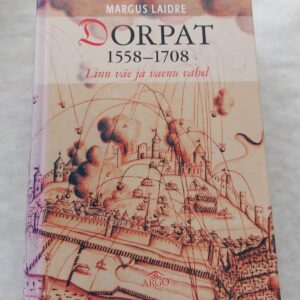 MARGUS LAIDRE
DORPAT
1558–1708
Linn väe ja vaenu vahel
ARGO